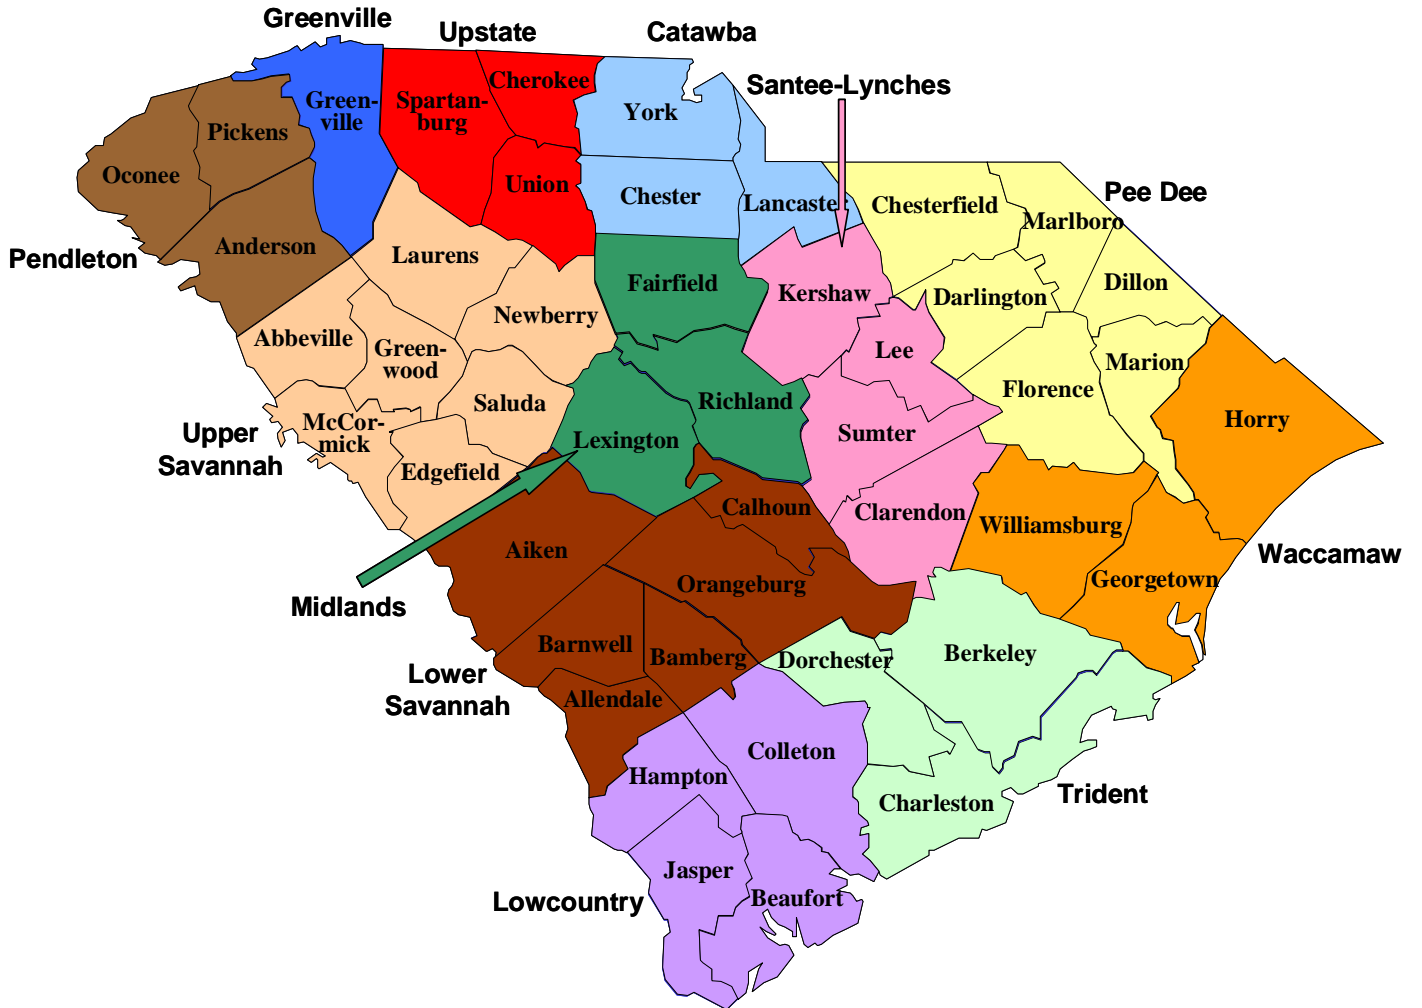 Greenville
Upstate
Catawba
Santee-Lynches
Cherokee
Green-
ville
Spartan-
burg
York
Pickens
Oconee
Union
Chester
Lancaster
Chesterfield
Marlboro
Pee Dee
Pendleton
Anderson
Laurens
Fairfield
Kershaw
Darlington
Dillon
Newberry
Abbeville
Green-
wood
Lee
Marion
Florence
Saluda
Richland
Horry
Upper
Savannah
McCor-
mick
Lexington
Sumter
Edgefield
Calhoun
Clarendon
Williamsburg
Aiken
Waccamaw
Orangeburg
Georgetown
Midlands
Barnwell
Bamberg
Dorchester
Berkeley
Lower
Savannah
Allendale
Colleton
Hampton
Charleston
Trident
Jasper
Beaufort
Lowcountry